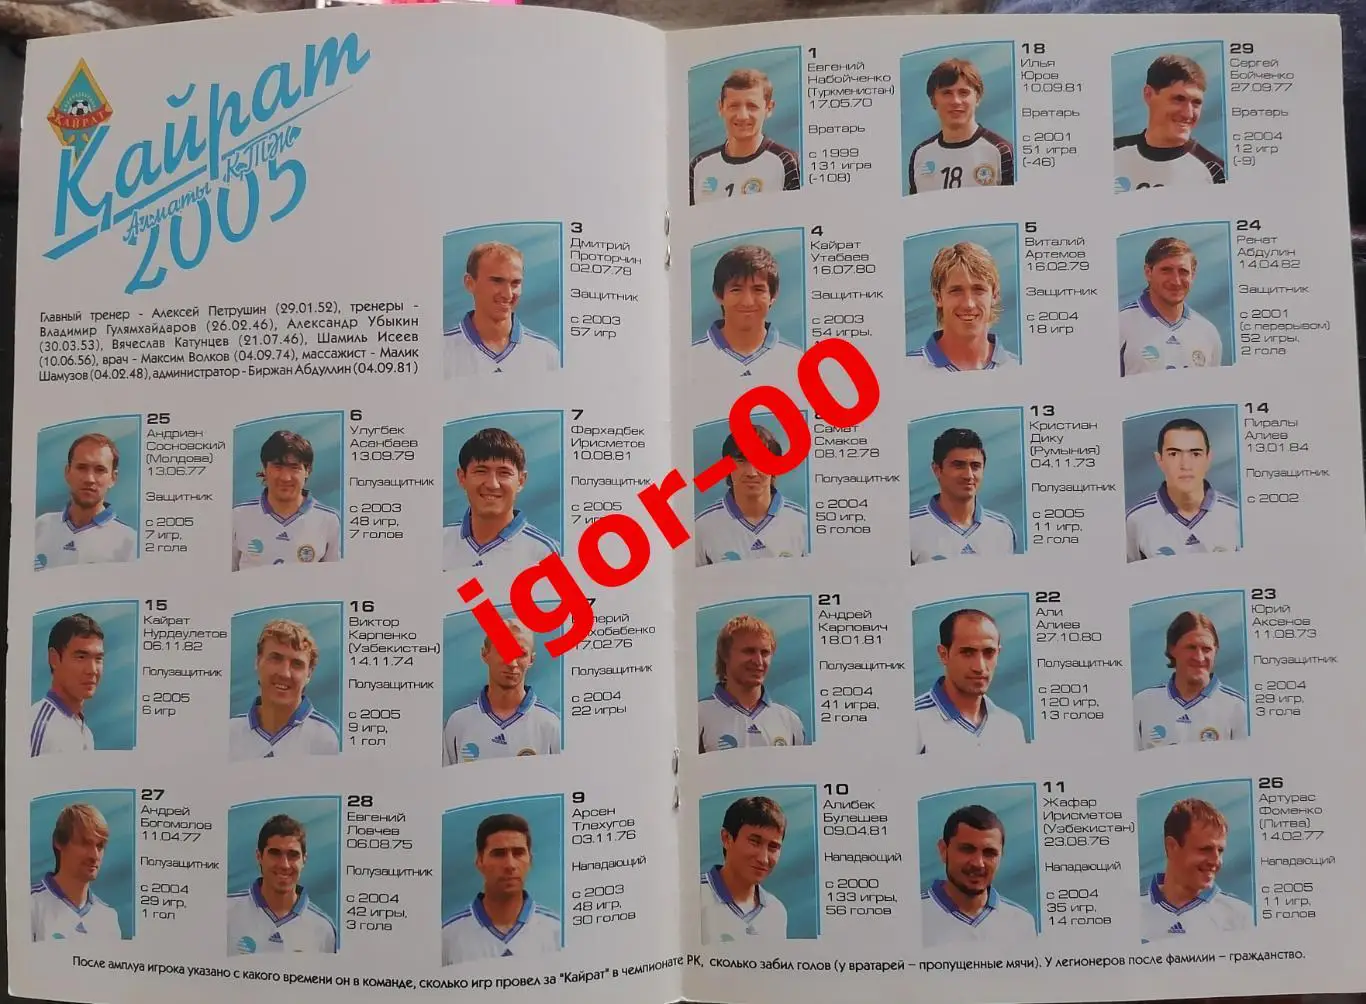 КАЙРАТ
Қайрат
Алматы КТЖ
2005
Главный тренер - Алексей Петрушин (29.01.52), тренеры -
Владимир Гулямхайдаров (26.02.46), Александр Убыкин
(30.03.53), Вячеслав Катунцев (21.07.46), Шамиль Исеев
(10.06.56), врач - Максим Волков (04.09.74), массажист - Малик
Шамузов (04.02.48), администратор - Биржан Абдуллин (04.09.81)
3
Дмитрий
Проторчин
02.07.78
Защитник
с 2003
57 игр
25
Андриан
Сосновский
(Молдова)
13.06.77
Защитник
с 2005
7 игр,
2 гола
6
Улугбек
Асанбаев
13.09.79
Полузащитник
с 2003
48 игр,
7 голов
7
Фархадбек
Ирисметов
10.08.81
Полузащитник
с 2005
7 игр
15
Кайрат
Нурдаулетов
06.11.82
Полузащитник
с 2005
6 игр
16
Виктор
Карпенко
(Узбекистан)
14.11.74
Полузащитник
с 2005
9 игр,
1 гол
17.02.76
Полузащитник
с 2004
22 игры
27
Андрей
Богомолов
11.04.77
Полузащитник
с 2004
29 игр,
1 гол
28
Евгений
Ловчев
06.08.75
Полузащитник
с 2004
42 игры,
3 гола
9
Арсен
Тлехугов
03.11.76
Нападающий
с 2003
48 игр,
30 голов
1
Евгений
Набойченко
(Туркменистан)
17.05.70
Вратарь
с 1999
131 игра
(-108)
18
Илья
Юров
10.09.81
Вратарь
с 2001
51 игра
(-46)
29
Сергей
Бойченко
27.09.77
Вратарь
с 2004
12 игр
(-9)
4
Кайрат
Утабаев
16.07.80
Защитник
с 2003
54 игры,
5
Виталий
Артемов
16.02.79
Защитник
с 2004
18 игр
24
Ренат
Абдулин
14.04.82
Защитник
с 2001
(с перерывом)
52 игры,
2 гола
8
Самат
Смаков
08.12.78
Полузащитник
с 2004
50 игр,
6 голов
13
Кристиан
Дику
(Румыния)
04.11.73
Полузащитник
с 2005
11 игр,
2 гола
14
Пиралы
Алиев
13.01.84
Полузащитник
с 2002
21
Андрей
Карпович
18.01.81
Полузащитник
с 2004
41 игра,
2 гола
22
Али
Алиев
27.10.80
Полузащитник
с 2001
120 игр,
13 голов
23
Юрий
Аксенов
11.08.73
Полузащитник
с 2004
29 игр,
3 гола
10
Алибек
Булешев
09.04.81
Нападающий
с 2000
133 игры,
56 голов
11
Жафар
Ирисметов
(Узбекистан)
23.08.76
Нападающий
с 2004
35 игр,
14 голов
26
Артурас
Фоменко
(Литва)
14.02.77
Нападающий
с 2005
11 игр,
5 голов
После амплуа игрока указано с какого времени он в команде, сколько игр провел за "Кайрат" в чемпионате РК, сколько забил голов (у вратарей – пропущенные мячи). У легионеров после фамилии – гражданство.
igor-00